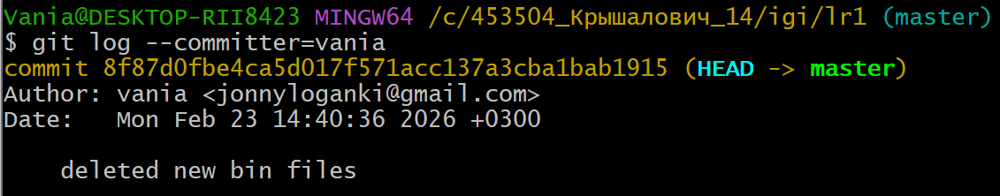 Vania@DESKTOP-RII8423 MINGW64 /c/453504_Крышалович_14/igi/lr1 (master)
$ git log --committer=vania
commit 8f87d0fbe4ca5d017f571acc137a3cba1bab1915 (HEAD -> master)
Author: vania <jonnyloganki@gmail.com>
Date:   Mon Feb 23 14:40:36 2026 +0300
    deleted new bin files